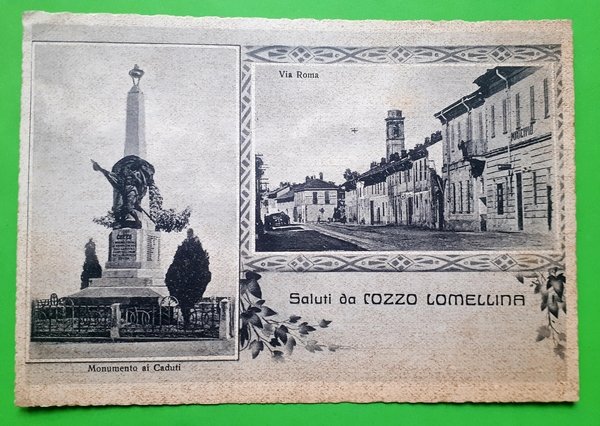 Via Roma
Saluti da COZZO LOMELLINA
Monumento ai Caduti